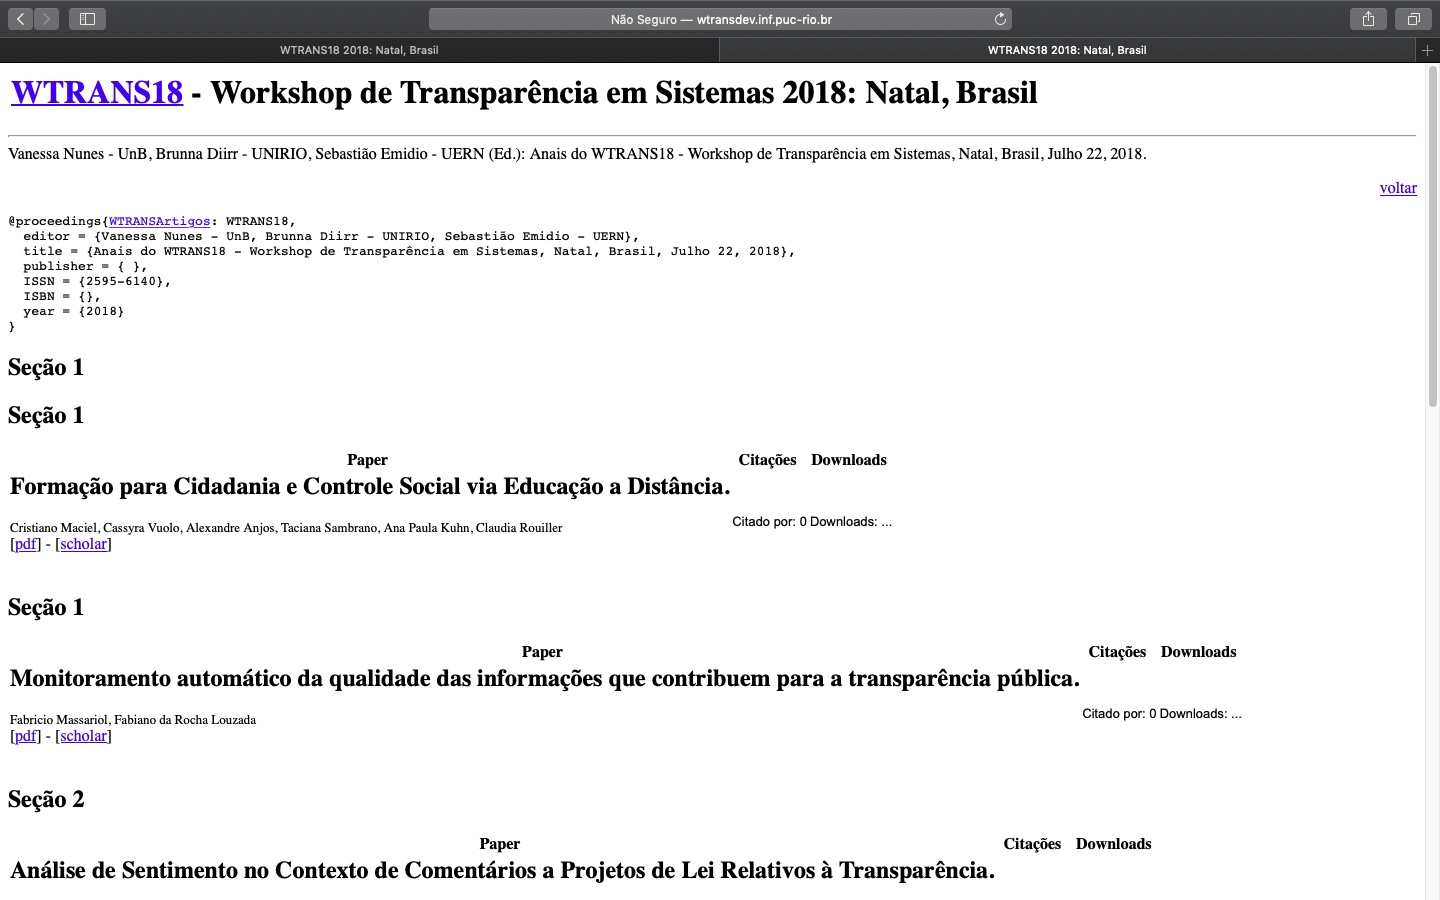 Não Seguro — wtransdev.inf.puc-rio.br
WTRANS18 2018: Natal, Brasil
WTRANS18 2018: Natal, Brasil
WTRANS18 - Workshop de Transparência em Sistemas 2018: Natal, Brasil
Vanessa Nunes - UnB, Brunna Diirr - UNIRIO, Sebastião Emidio - UERN (Ed.): Anais do WTRANS18 - Workshop de Transparência em Sistemas, Natal, Brasil, Julho 22, 2018.
voltar
@proceedings{WTRANSArtigos: WTRANS18,
editor = {Vanessa Nunes - UnB, Brunna Diirr - UNIRIO, Sebastião Emidio - UERN},
title = {Anais do WTRANS18 - Workshop de Transparência em Sistemas, Natal, Brasil, Julho 22, 2018},
publisher = { },
ISSN = {2595-6140},
ISBN = {},
year = {2018}
}
Seção 1
Seção 1
Paper Citações Downloads
Formação para Cidadania e Controle Social via Educação a Distância.
Citado por: 0 Downloads: ...
Cristiano Maciel, Cassyra Vuolo, Alexandre Anjos, Taciana Sambrano, Ana Paula Kuhn, Claudia Rouiller
[pdf] - [scholar]
Seção 1
Paper Citações Downloads
Monitoramento automático da qualidade das informações que contribuem para a transparência pública.
Citado por: 0 Downloads: ...
Fabricio Massariol, Fabiano da Rocha Louzada
[pdf] - [scholar]
Seção 2
Paper Citações Downloads
Análise de Sentimento no Contexto de Comentários a Projetos de Lei Relativos à Transparência.